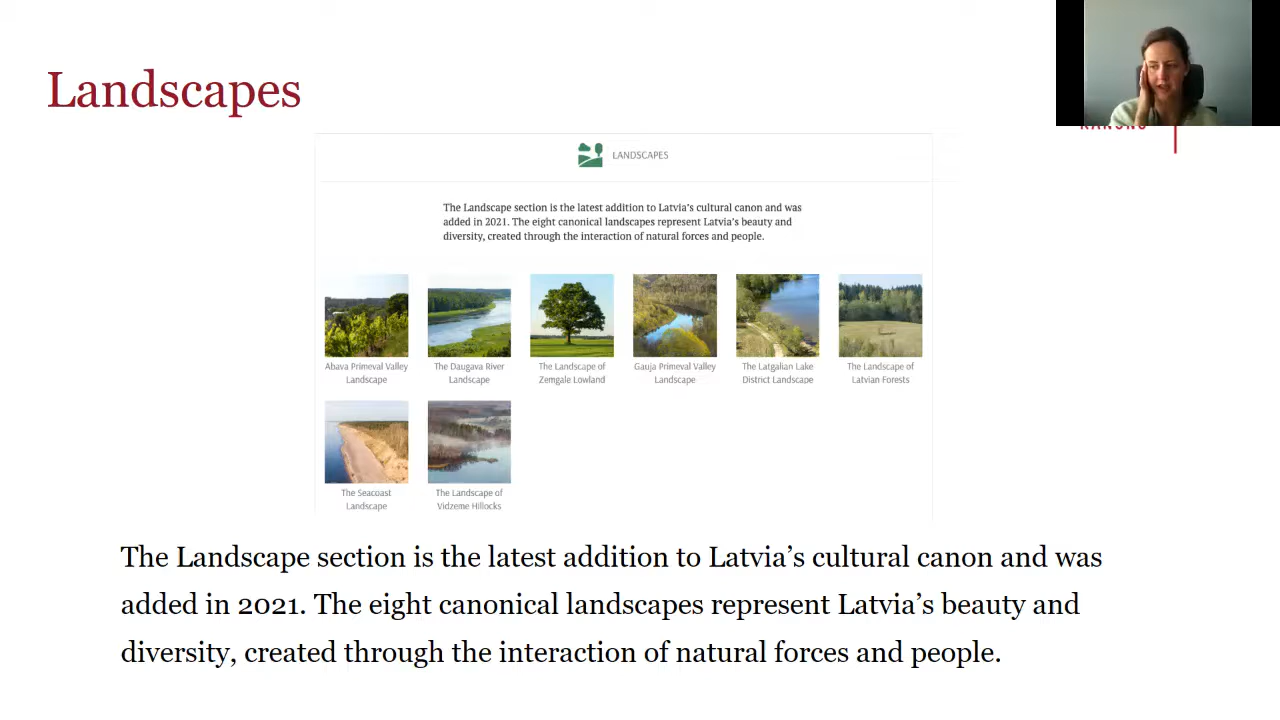 Landscapes
LANDSCAPES
The Landscape section is the latest addition to Latvia's cultural canon and was
added in 2021. The eight canonical landscapes represent Latvia's beauty and
diversity, created through the interaction of natural forces and people.
Abava Primeval Valley
Landscape
The Daugava River
Landscape
The Landscape of
Zemgale Lowland
Gauja Primeval Valley
Landscape
The Latgalian Lake
District Landscape
The Landscape of
Latvian Forests
The Seacoast
Landscape
The Landscape of
Vidzeme Hillocks
The Landscape section is the latest addition to Latvia’s cultural canon and was
added in 2021. The eight canonical landscapes represent Latvia’s beauty and
diversity, created through the interaction of natural forces and people.